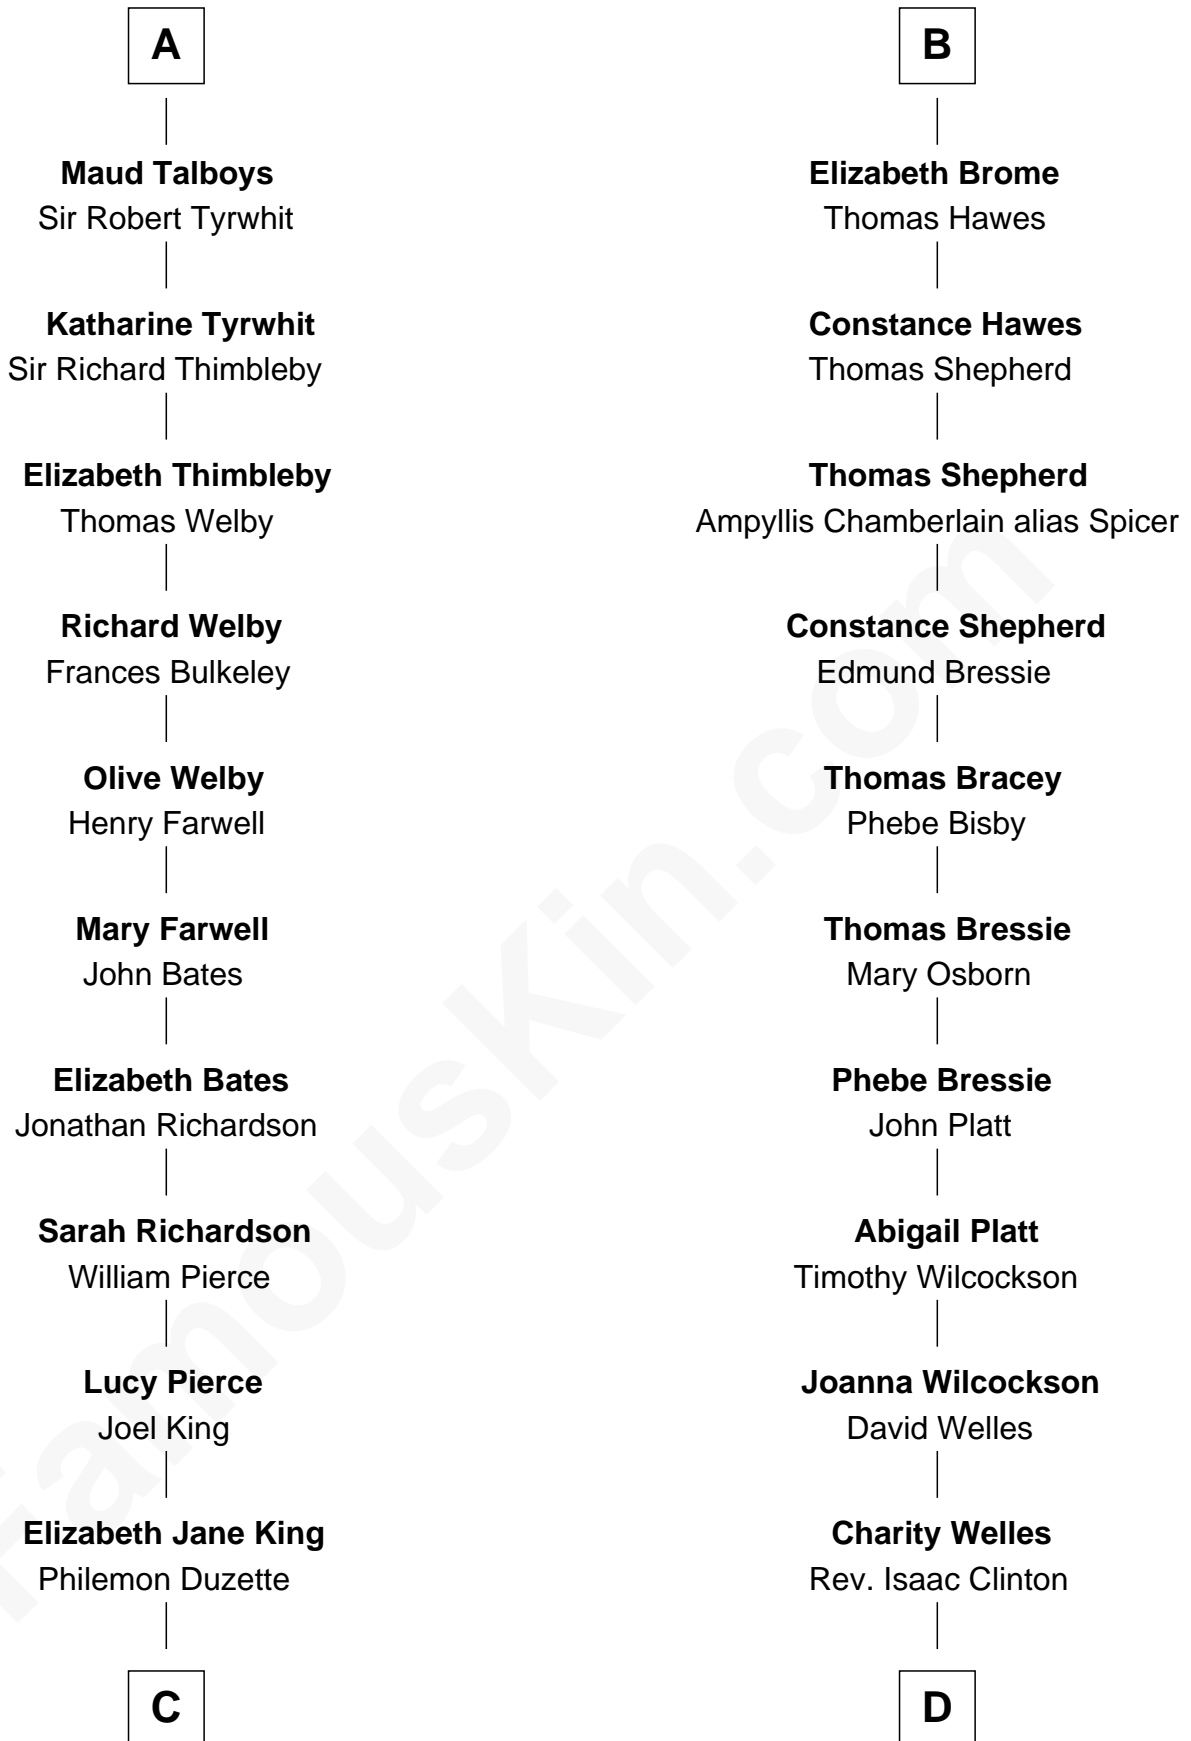 A
Maud Talboys
Sir Robert Tyrwhit
Katharine Tyrwhit
Sir Richard Thimbleby
Elizabeth Thimbleby
Thomas Welby
Richard Welby
Frances Bulkeley
Olive Welby
Henry Farwell
Mary Farwell
John Bates
Elizabeth Bates
Jonathan Richardson
Sarah Richardson
William Pierce
Lucy Pierce
Joel King
Elizabeth Jane King
Philemon Duzette
C
B
Elizabeth Brome
Thomas Hawes
Constance Hawes
Thomas Shepherd
Thomas Shepherd
Ampyllis Chamberlain alias Spicer
Constance Shepherd
Edmund Bressie
Thomas Bracey
Phebe Bisby
Thomas Bressie
Mary Osborn
Phebe Bressie
John Platt
Abigail Platt
Timothy Wilcockson
Joanna Wilcockson
David Welles
Charity Welles
Rev. Isaac Clinton
D
FamousKin.com